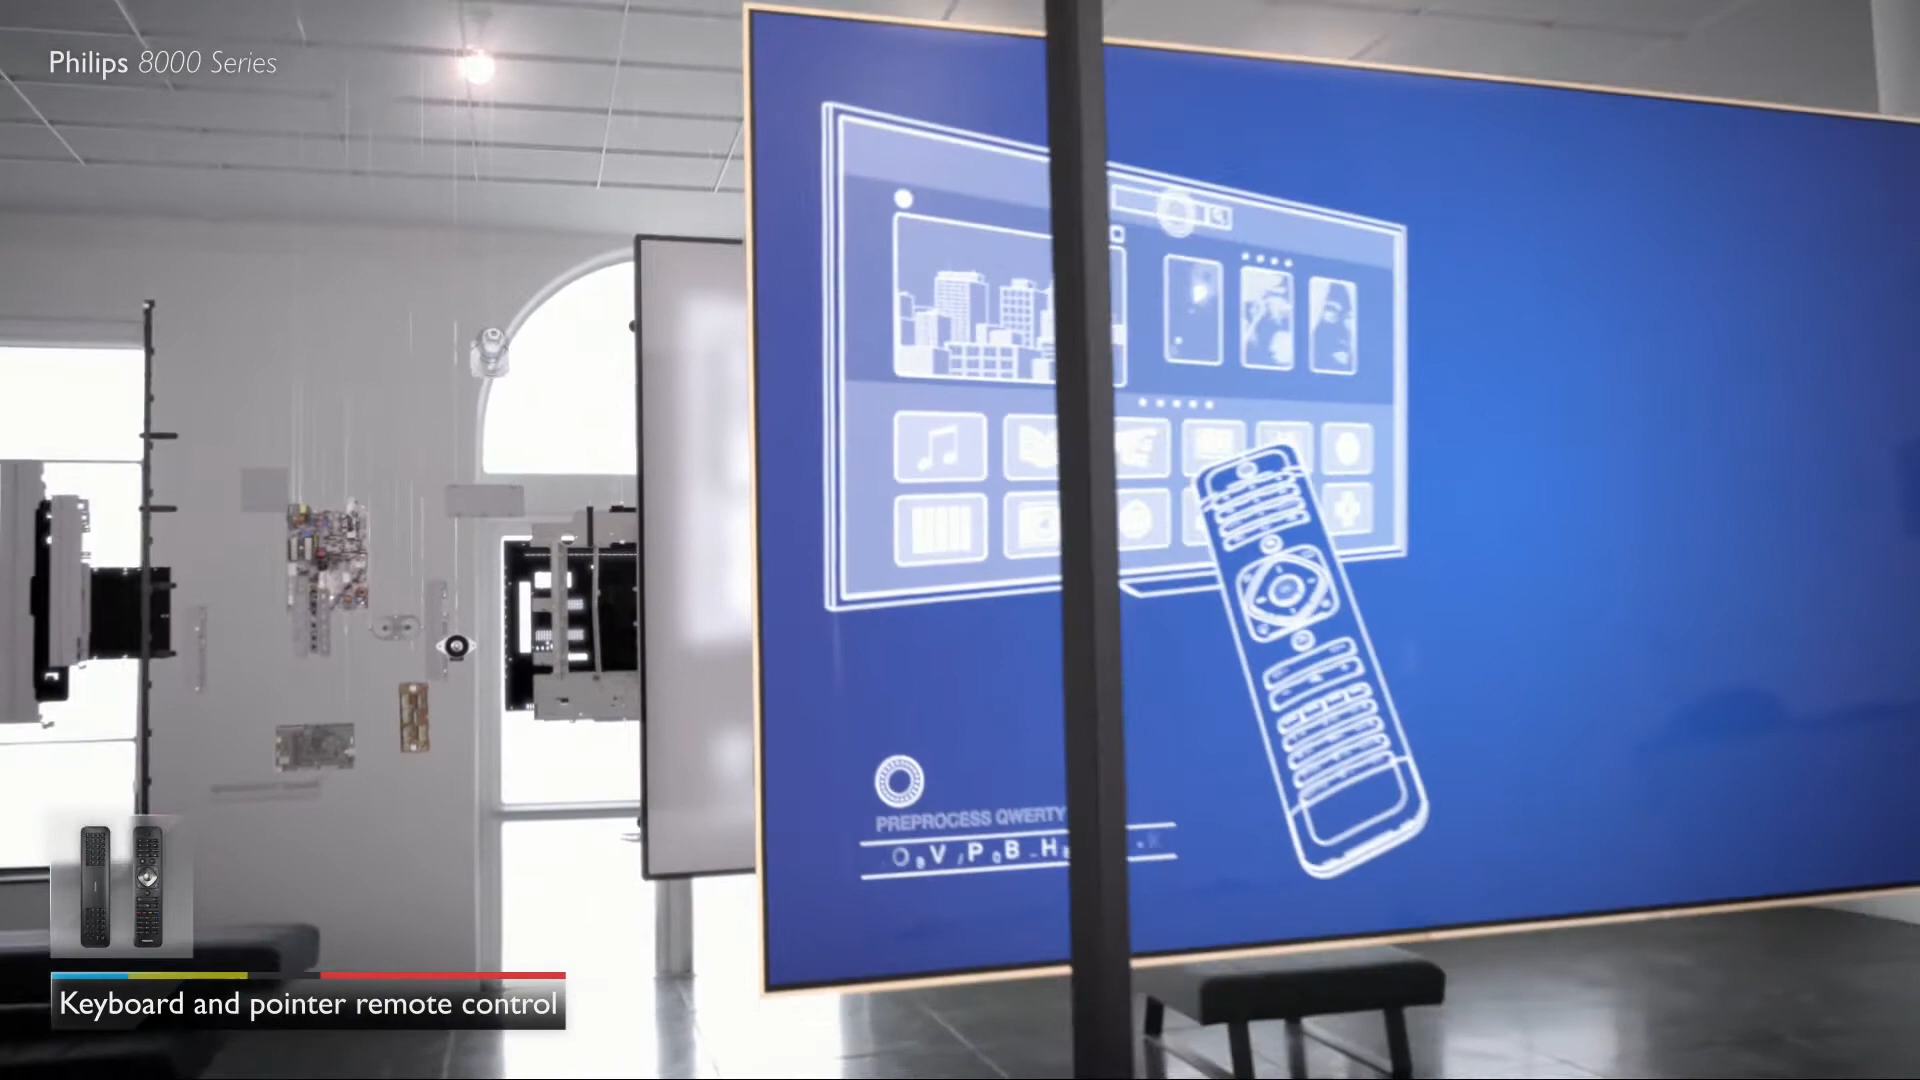 Philips 8000 Series
PREPROCESS QWERTY
Keyboard and pointer remote control